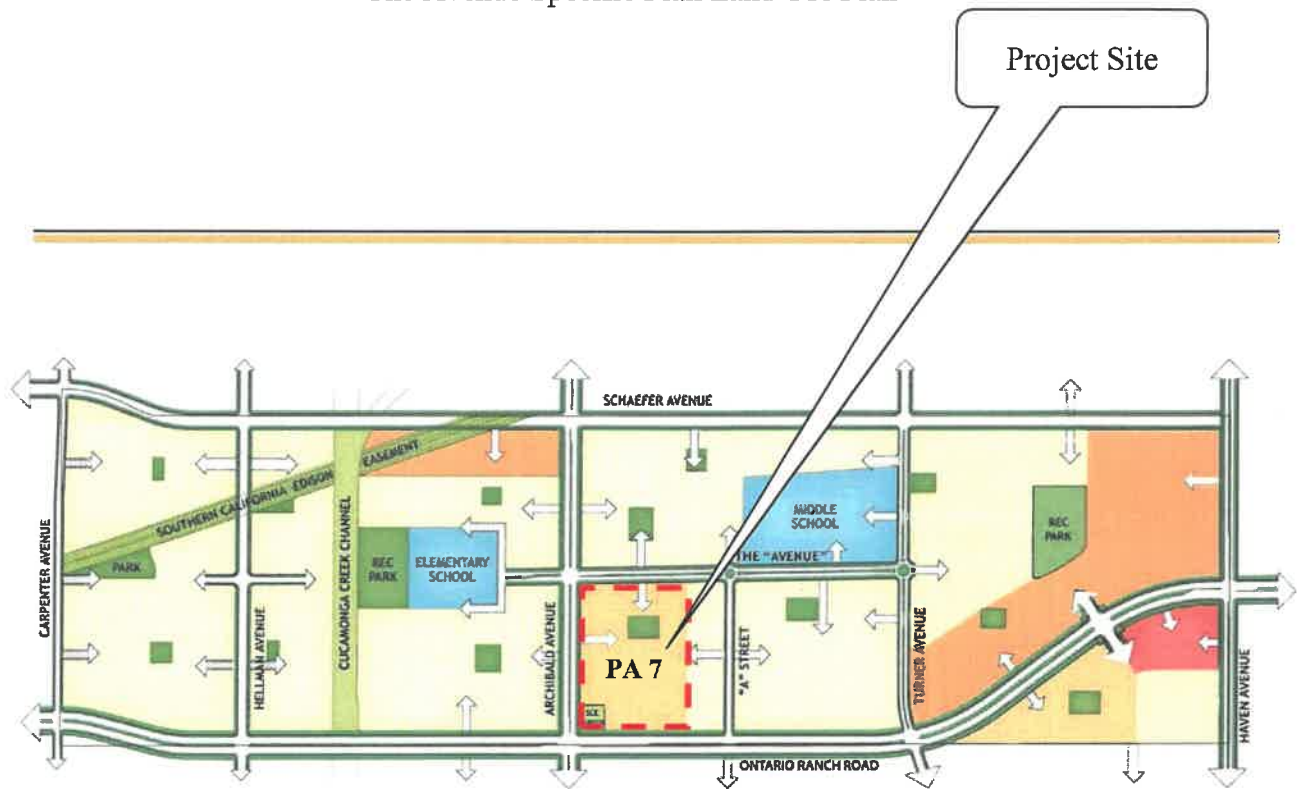 Project Site
SCHAEFER AVENUE
SOUTHERN CALIFORNIA EDISON EASEMENT
CARPENTER AVENUE
PARK
HELLMAN AVENUE
CUCAMONGA CREEK CHANNEL
REC
PARK
ELEMENTARY
SCHOOL
ARCHIBALD AVENUE
MIDDLE
SCHOOL
THE "AVENUE"
PA 7
"A" STREET
TURNER AVENUE
REC
PARK
HAVEN AVENUE
ONTARIO RANCH ROAD